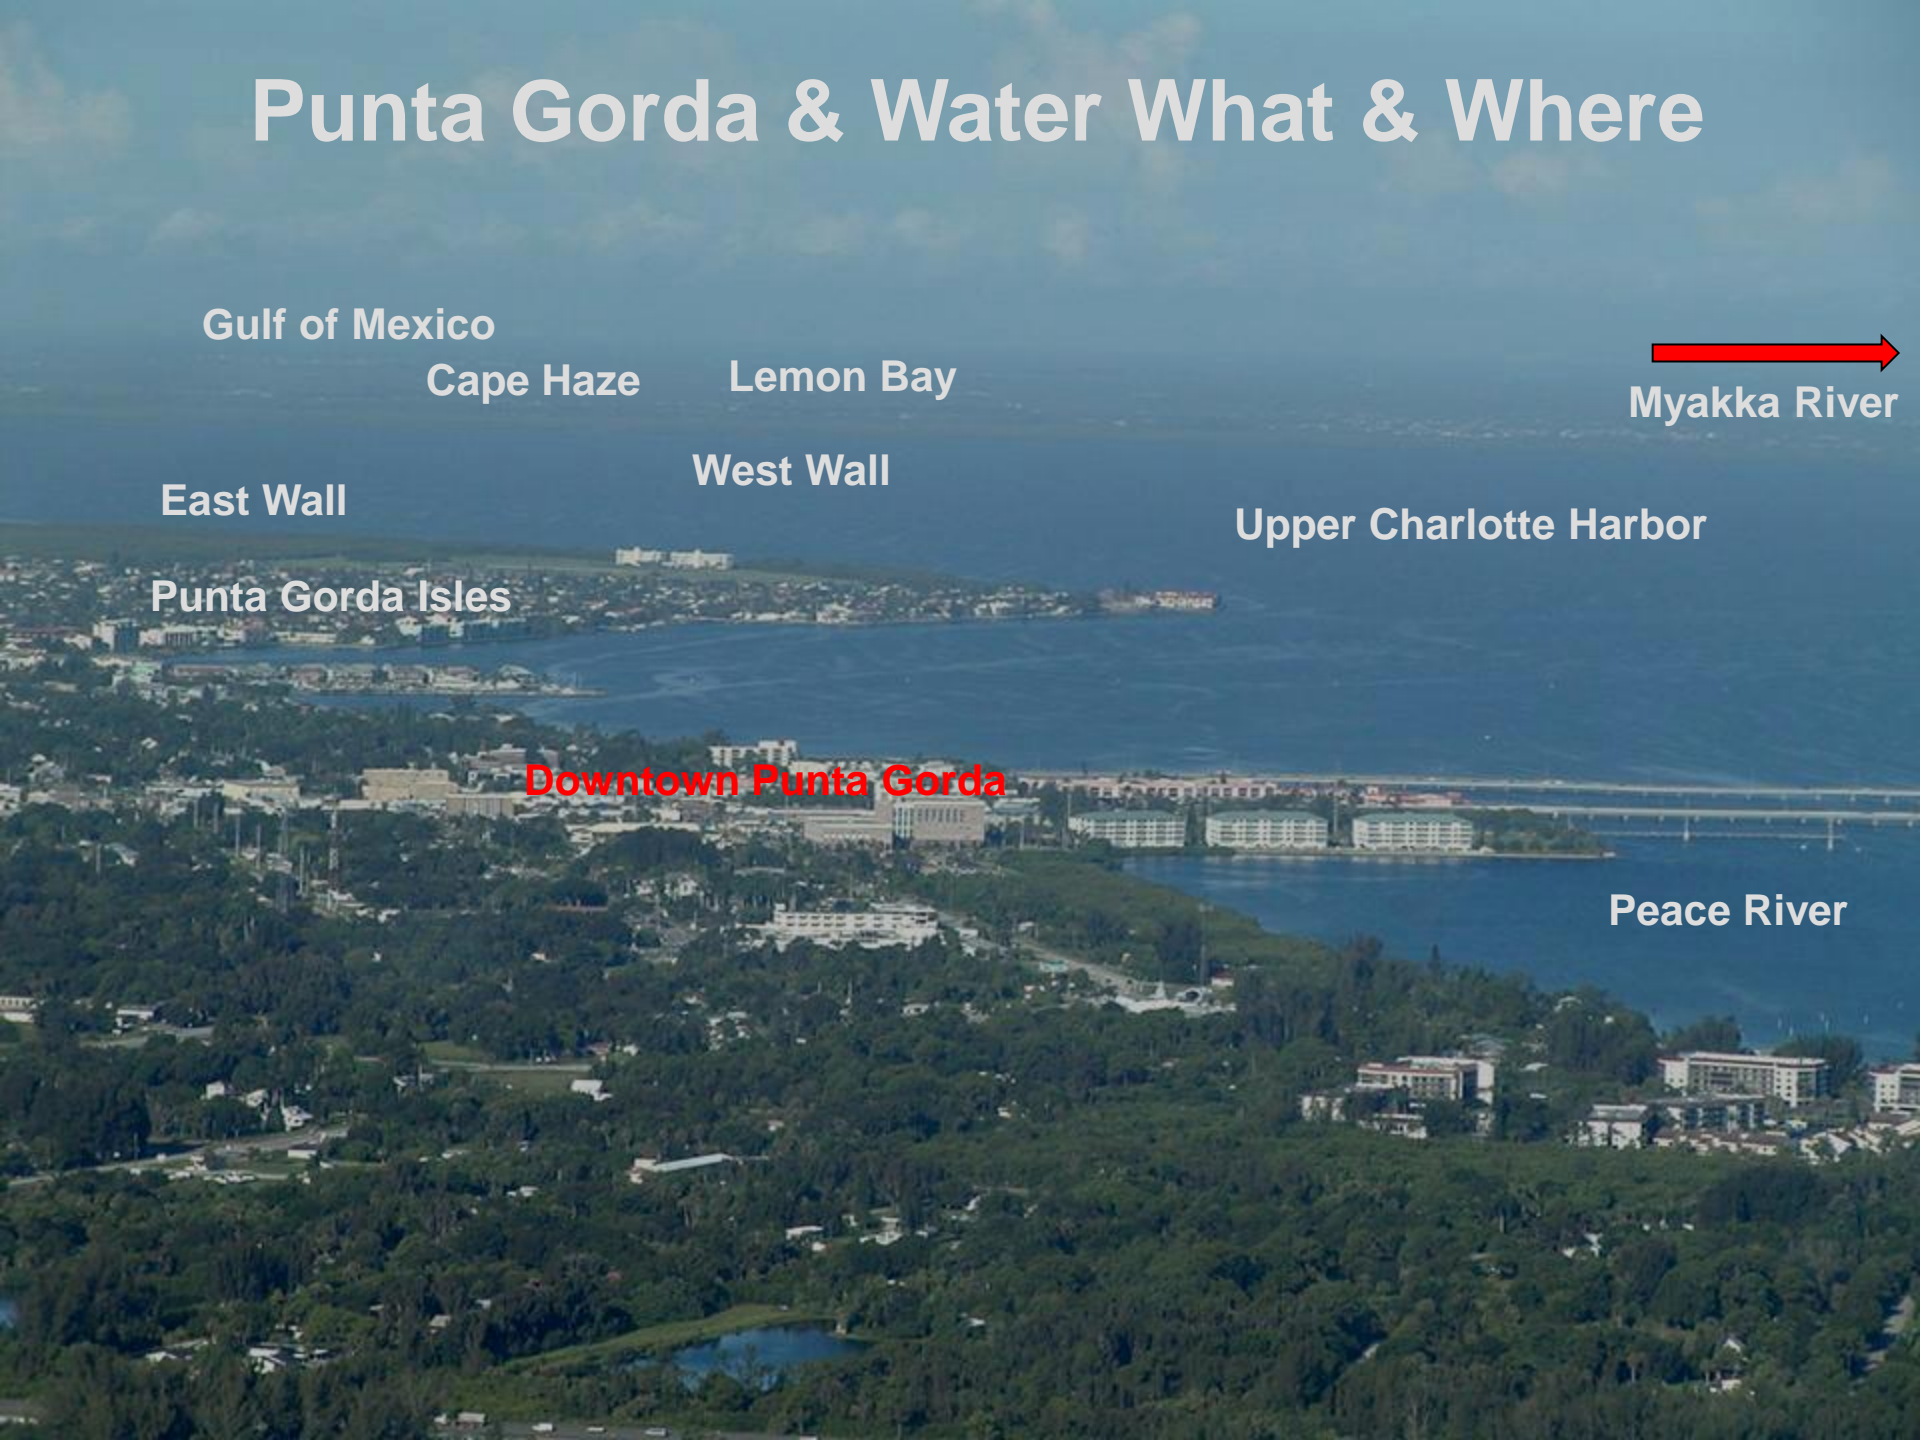 Punta Gorda & Water What & Where
Gulf of Mexico
Cape Haze
Lemon Bay
Myakka River
West Wall
East Wall
Upper Charlotte Harbor
Punta Gorda Isles
Downtown Punta Gorda
Peace River